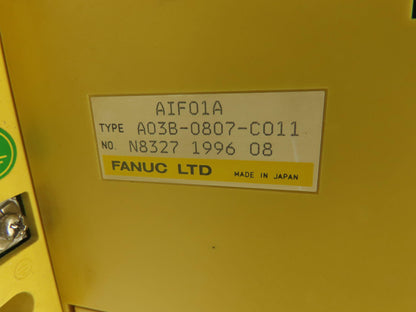 AIF01A
TYPE A03B-0807-C011
NO. N8327 1996 08
FANUC LTD MADE IN JAPAN